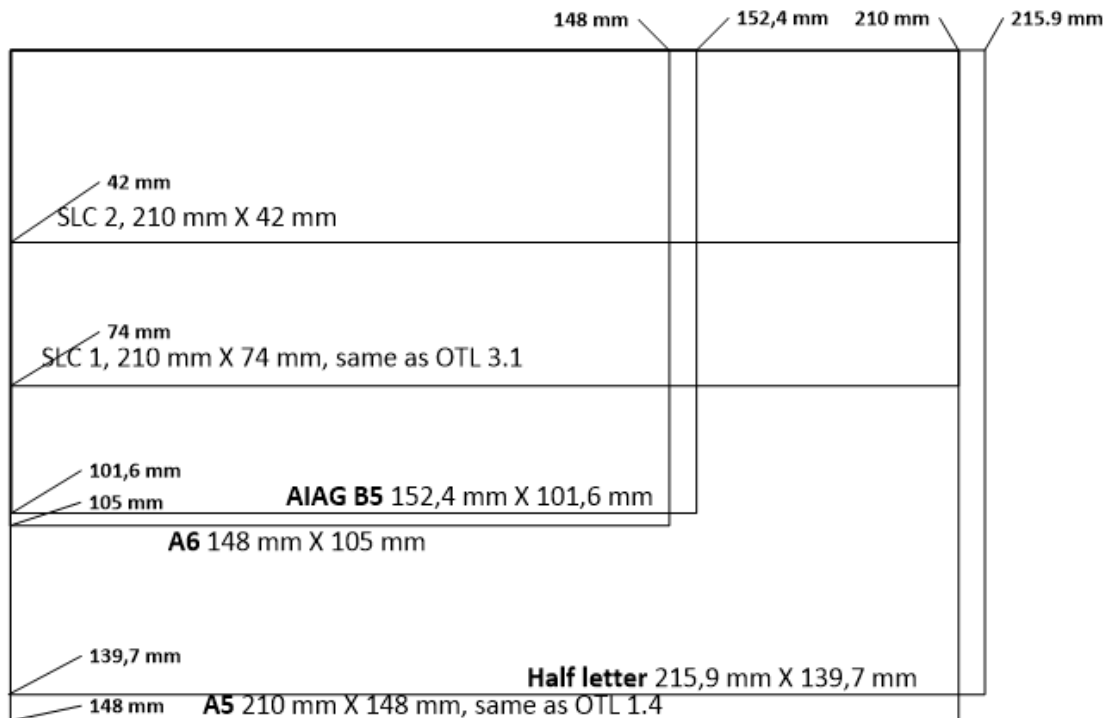 148 mm 152,4 mm 210 mm 215.9 mm
42 mm
SLC 2, 210 mm X 42 mm
74 mm
SLC 1, 210 mm X 74 mm, same as OTL 3.1
101,6 mm
AIAG B5 152,4 mm X 101,6 mm
105 mm
A6 148 mm X 105 mm
139,7 mm
Half letter 215,9 mm X 139,7 mm
148 mm A5 210 mm X 148 mm, same as OTL 1.4